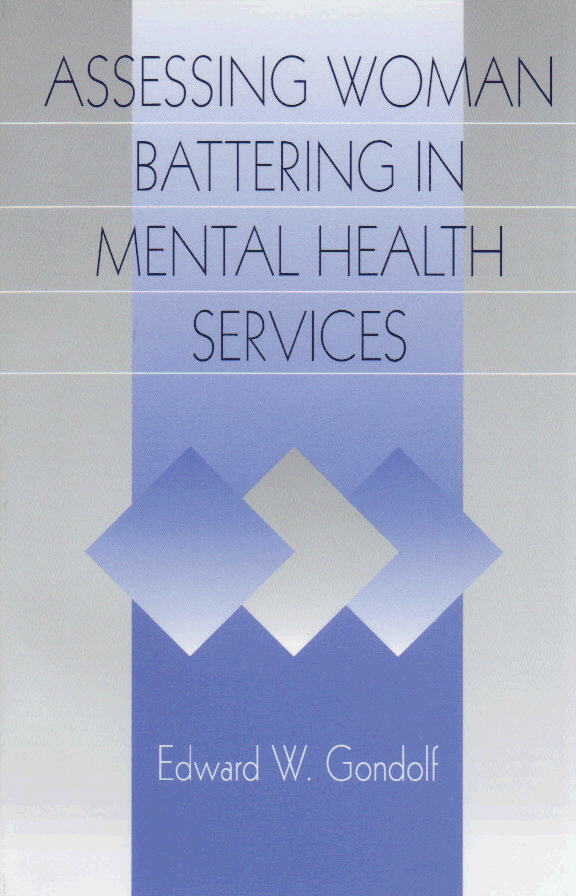 ASSESSING WOMAN
BATTERING IN
MENTAL HEALTH
SERVICES
Edward W. Gondolf